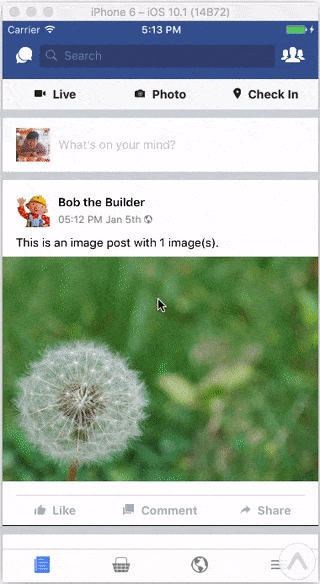 iPhone 6 – iOS 10.1 (14B72)
Carrier 5:13 PM
Search
Live Photo Check In
What's on your mind?
Bob the Builder
05:12 PM Jan 5th
This is an image post with 1 image(s).
Like Comment Share